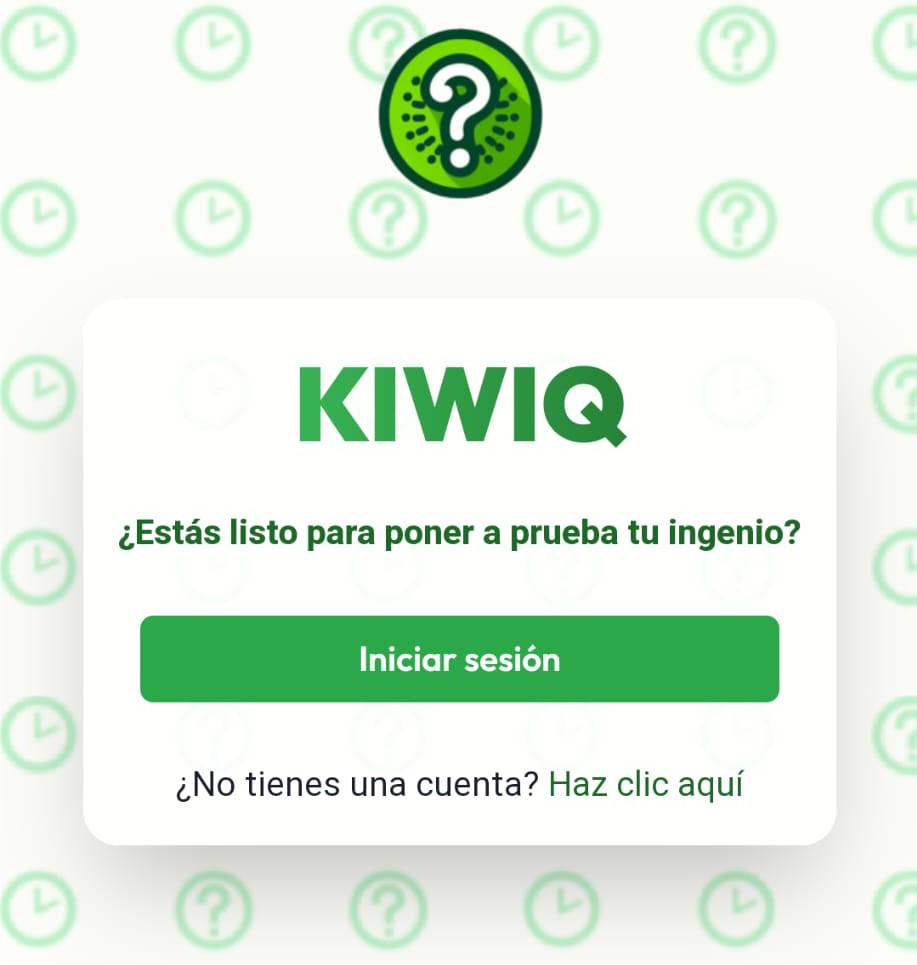 ?
KIWIQ
¿Estás listo para poner a prueba tu ingenio?
Iniciar sesión
¿No tienes una cuenta? Haz clic aquí